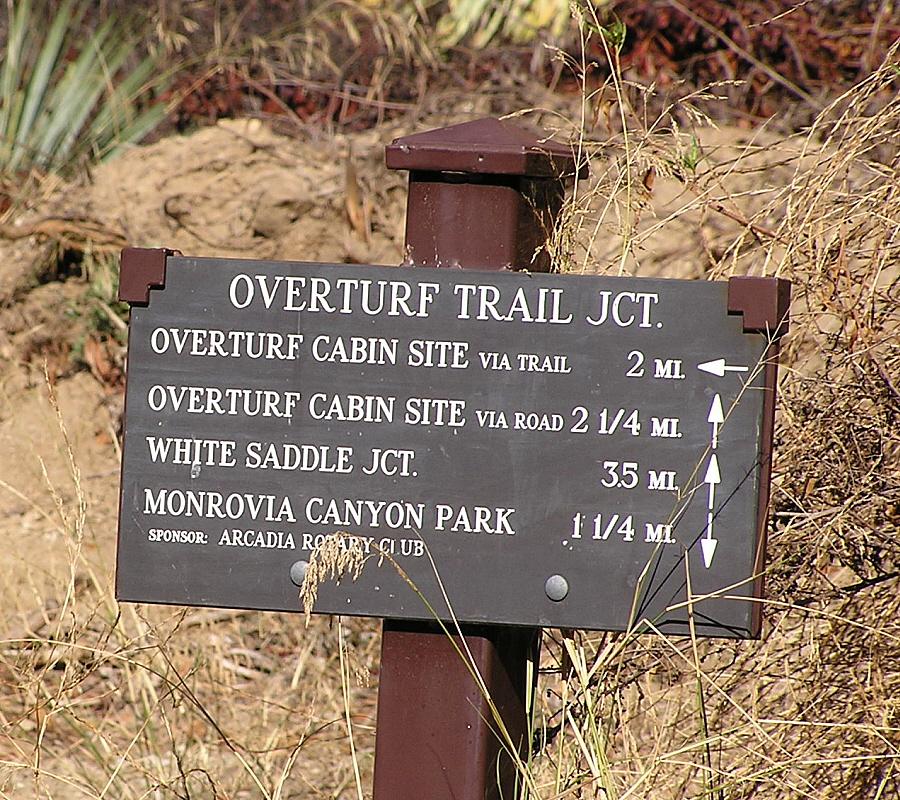 OVERTURF TRAIL JCT.
OVERTURF CABIN SITE VIA TRAIL 2 MI.
OVERTURF CABIN SITE VIA ROAD 2 1/4 MI.
WHITE SADDLE JCT. 3.5 MI.
MONROVIA CANYON PARK 1 1/4 MI.
SPONSOR: ARCADIA ROTARY CLUB